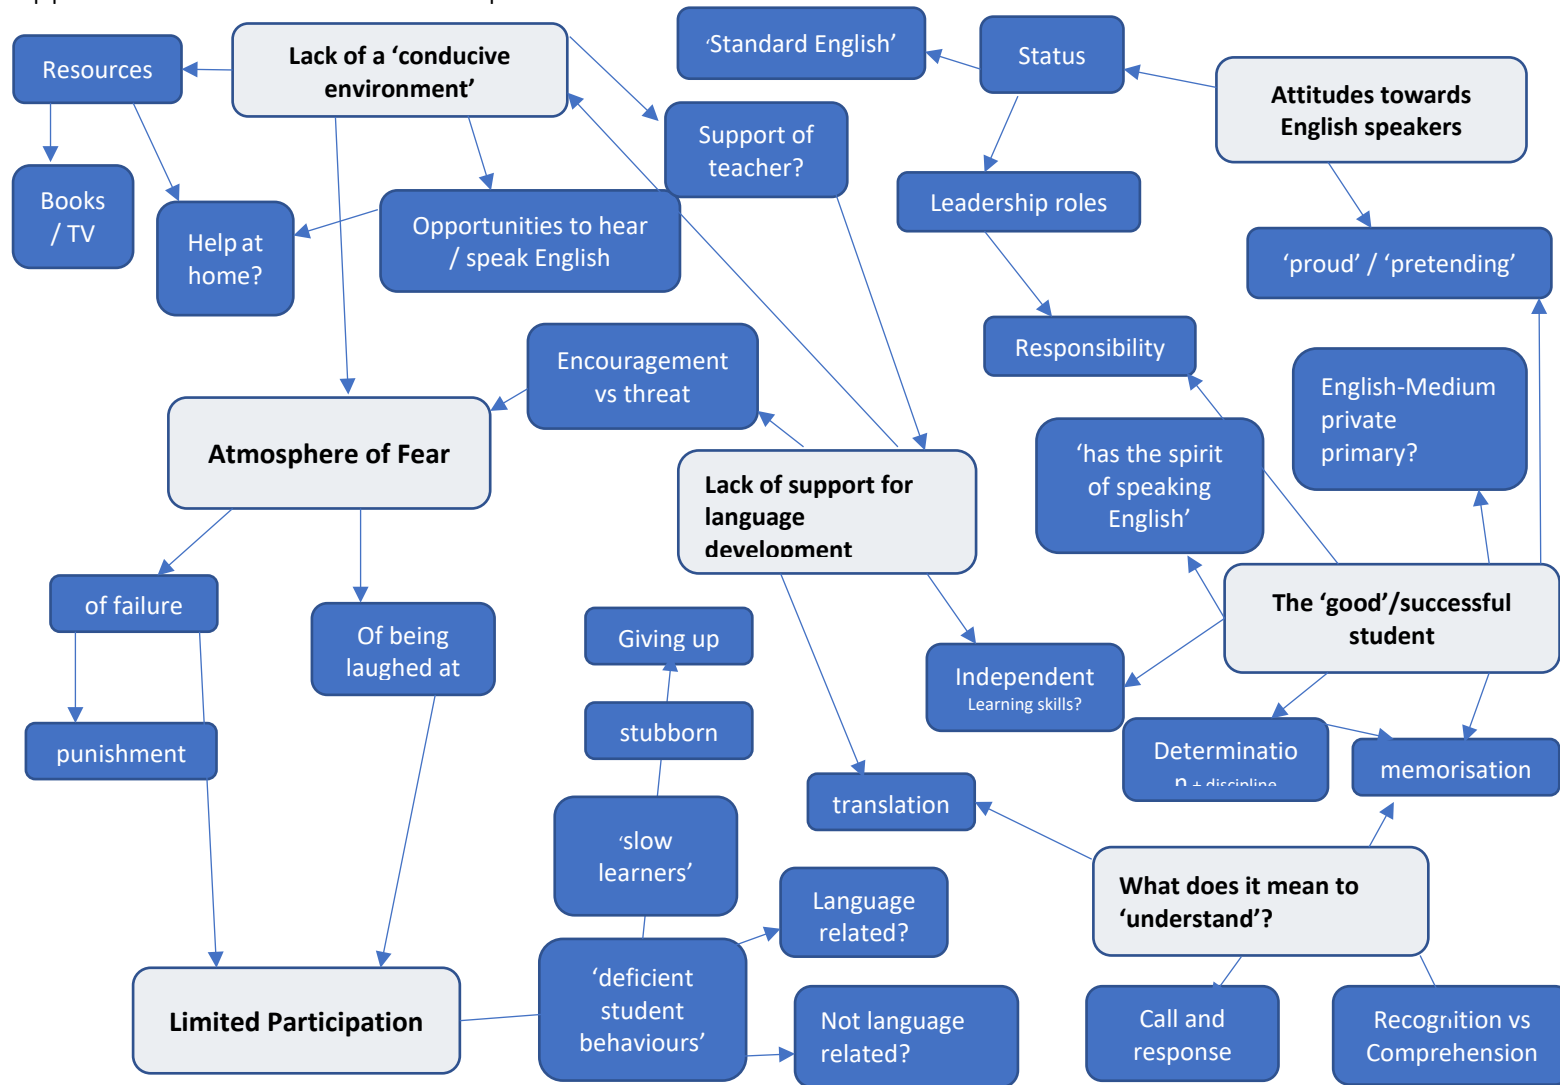 Lack of a ‘conducive
environment’
Resources
‘Standard English’
Status
Attitudes towards
English speakers
Support of
teacher?
Books
/ TV
Help at
home?
Opportunities to hear
/ speak English
Leadership roles
‘proud’ / ‘pretending’
Encouragement
vs threat
Responsibility
English-Medium
private
primary?
Atmosphere of Fear
Lack of support for
language
development
‘has the spirit
of speaking
English’
of failure
Of being
laughed at
Giving up
The ‘good’/successful
student
Independent
Learning skills?
punishment
stubborn
Determinatio
n + discipline
memorisation
translation
‘slow
learners’
Language
related?
What does it mean to
‘understand’?
Limited Participation
‘deficient
student
behaviours’
Not language
related?
Call and
response
Recognition vs
Comprehension